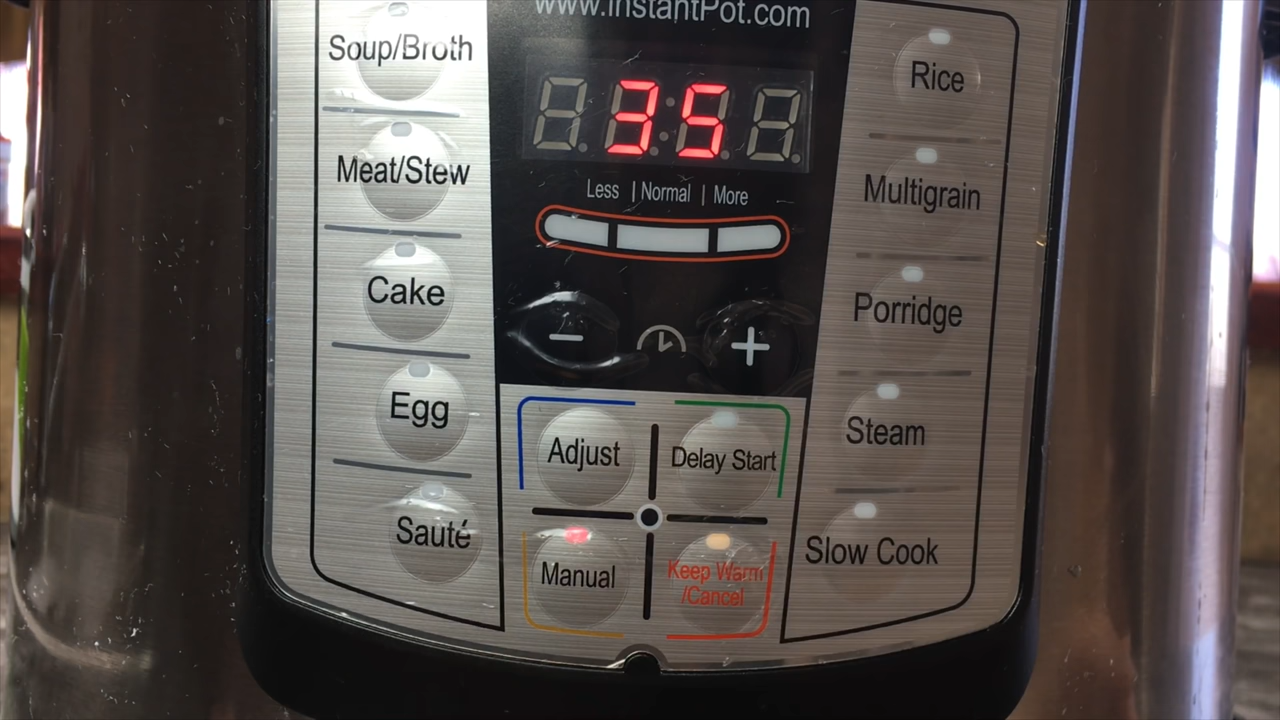 www.InstantPot.com
35
Less | Normal | More
Soup/Broth
Meat/Stew
Cake
Egg
Sauté
− +
Adjust
Delay Start
Manual
Keep Warm
/Cancel
Rice
Multigrain
Porridge
Steam
Slow Cook